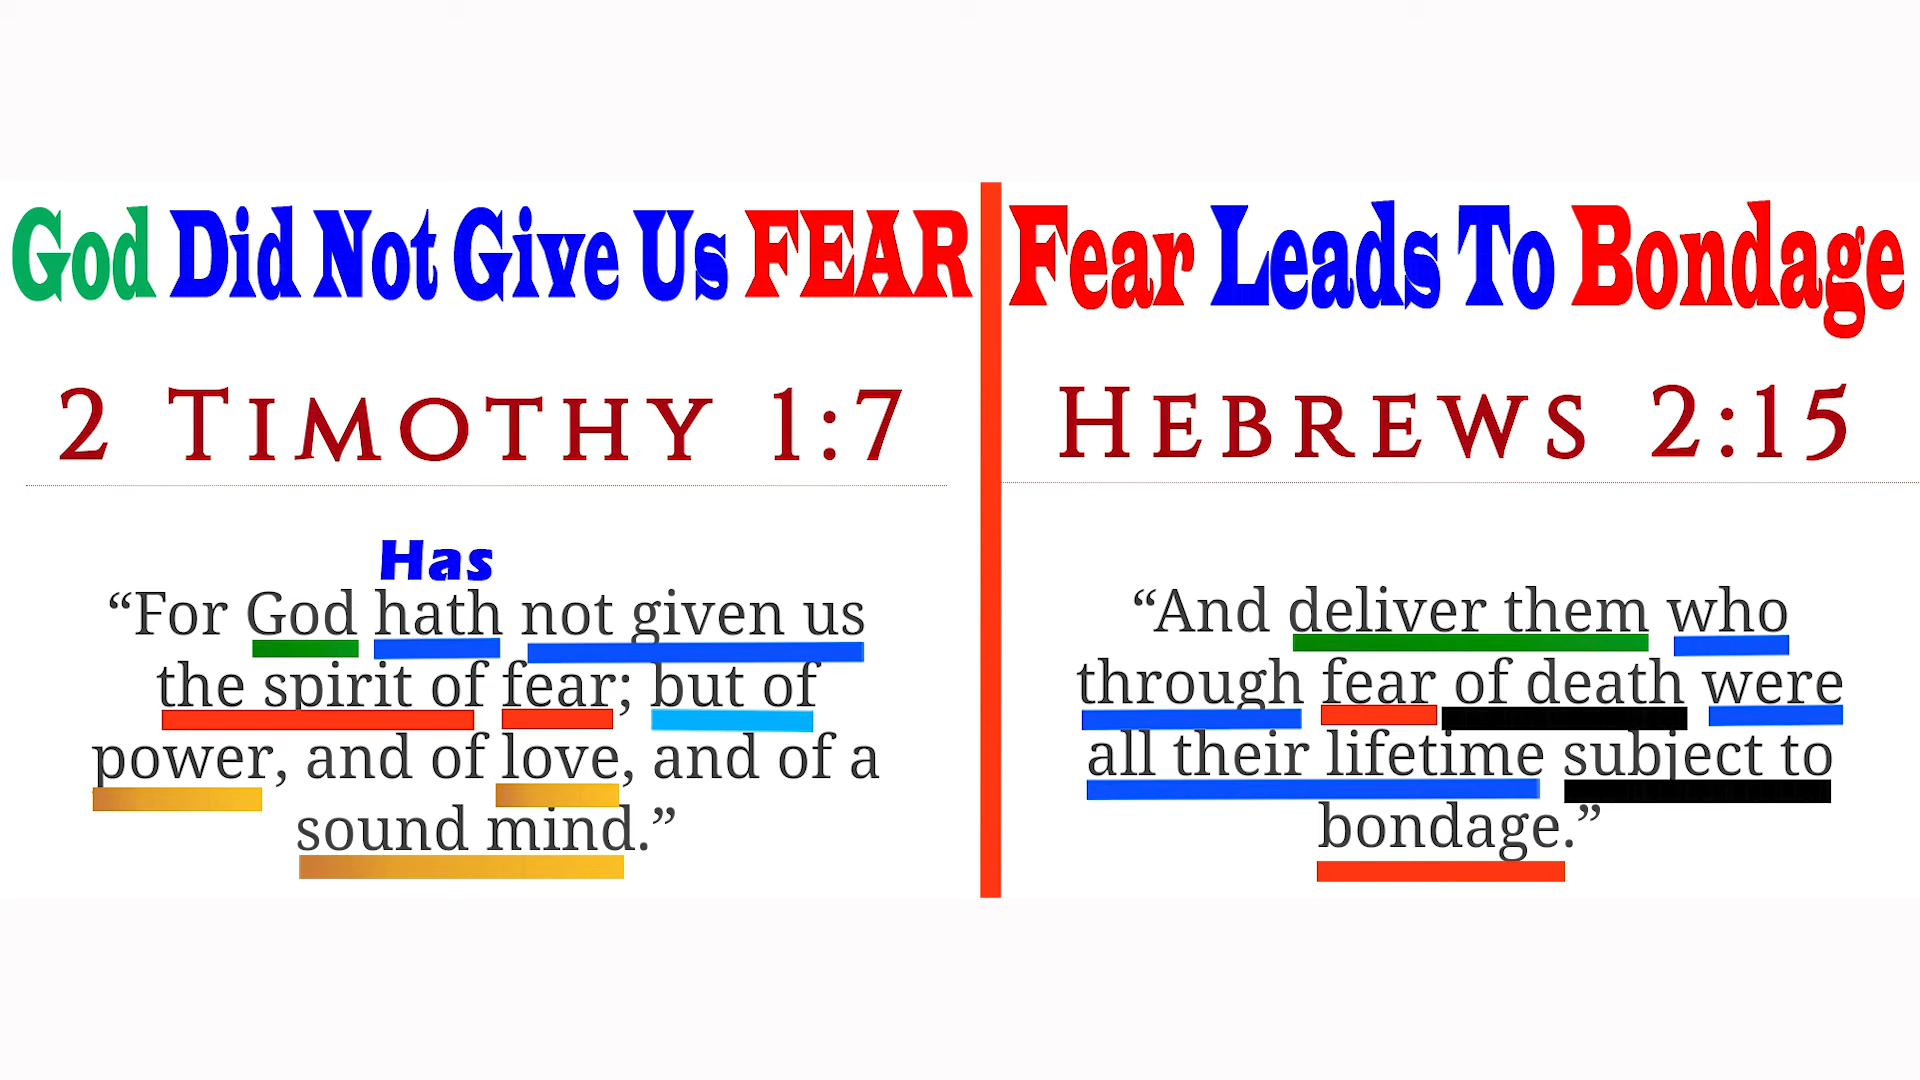 God Did Not Give Us FEAR
2 TIMOTHY 1:7
Has
“For God hath not given us
the spirit of fear; but of
power, and of love, and of a
sound mind.”
Fear Leads To Bondage
HEBREWS 2:15
“And deliver them who
through fear of death were
all their lifetime subject to
bondage.”